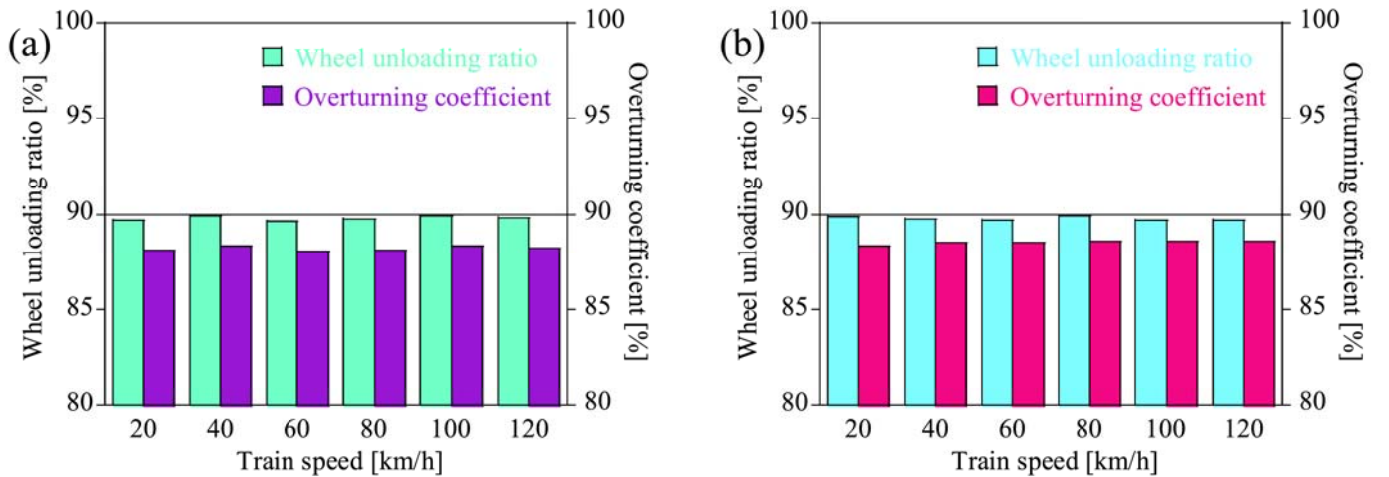 (a)
Wheel unloading ratio [%]
100
95
90
85
80
Wheel unloading ratio
Overturning coefficient
100
95
90
85
80
Overturning coefficient [%]
20 40 60 80 100 120
Train speed [km/h]
(b)
Wheel unloading ratio [%]
100
95
90
85
80
Wheel unloading ratio
Overturning coefficient
100
95
90
85
80
Overturning coefficient [%]
20 40 60 80 100 120
Train speed [km/h]